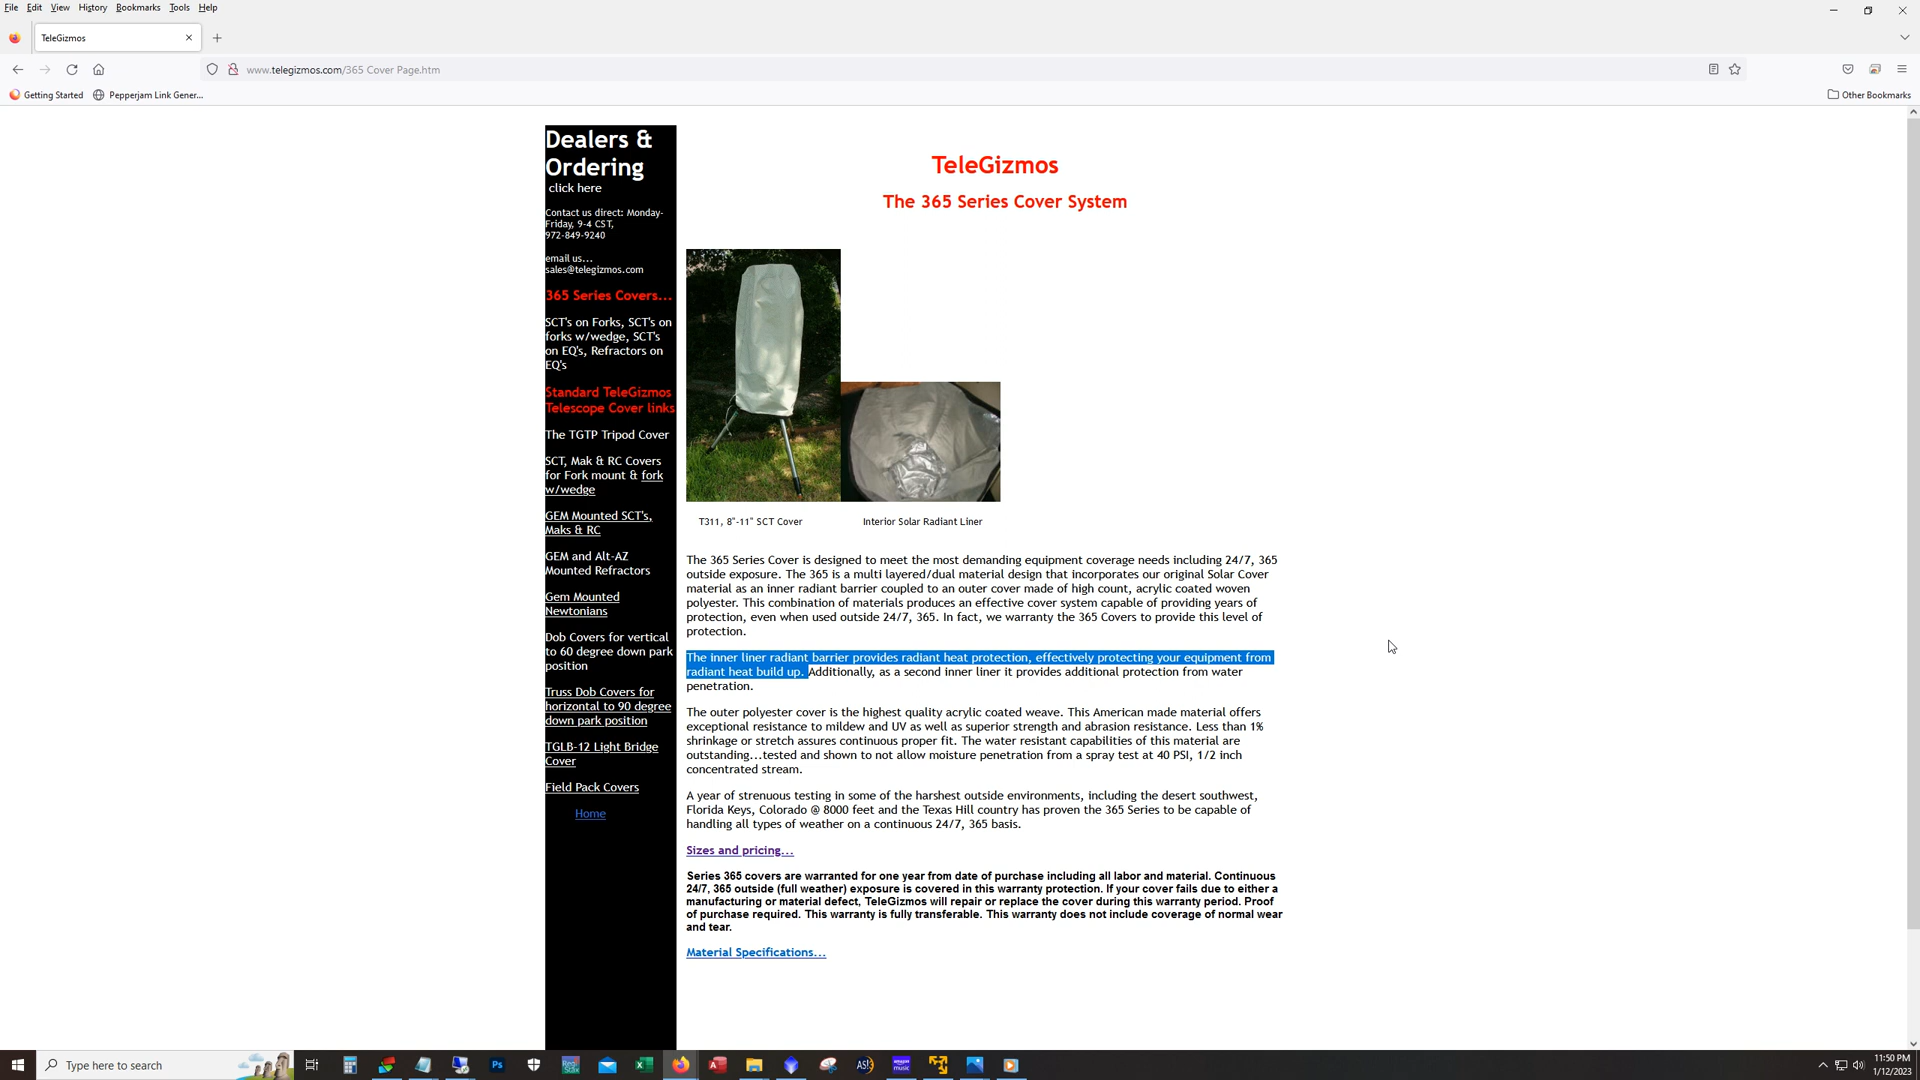 File Edit View History Bookmarks Tools Help
TeleGizmos
www.telegizmos.com/365 Cover Page.htm
Getting Started Pepperjam Link Gener... Other Bookmarks
Dealers &
Ordering
click here
Contact us direct: Monday-
Friday, 9-4 CST,
972-849-9240
email us...
sales@telegizmos.com
365 Series Covers...
SCT's on Forks, SCT's on
forks w/wedge, SCT's
on EQ's, Refractors on
EQ's
Standard TeleGizmos
Telescope Cover links
The TGTP Tripod Cover
SCT, Mak & RC Covers
for Fork mount & fork
w/wedge
GEM Mounted SCT's,
Maks & RC
GEM and Alt-AZ
Mounted Refractors
Gem Mounted
Newtonians
Dob Covers for vertical
to 60 degree down park
position
Truss Dob Covers for
horizontal to 90 degree
down park position
TGLB-12 Light Bridge
Cover
Field Pack Covers
Home
TeleGizmos
The 365 Series Cover System
T311, 8"-11" SCT Cover Interior Solar Radiant Liner
The 365 Series Cover is designed to meet the most demanding equipment coverage needs including 24/7, 365
outside exposure. The 365 is a multi layered/dual material design that incorporates our original Solar Cover
material as an inner radiant barrier coupled to an outer cover made of high count, acrylic coated woven
polyester. This combination of materials produces an effective cover system capable of providing years of
protection, even when used outside 24/7, 365. In fact, we warranty the 365 Covers to provide this level of
protection.
The inner liner radiant barrier provides radiant heat protection, effectively protecting your equipment from
radiant heat build up. Additionally, as a second inner liner it provides additional protection from water
penetration.
The outer polyester cover is the highest quality acrylic coated weave. This American made material offers
exceptional resistance to mildew and UV as well as superior strength and abrasion resistance. Less than 1%
shrinkage or stretch assures continuous proper fit. The water resistant capabilities of this material are
outstanding...tested and shown to not allow moisture penetration from a spray test at 40 PSI, 1/2 inch
concentrated stream.
A year of strenuous testing in some of the harshest outside environments, including the desert southwest,
Florida Keys, Colorado @ 8000 feet and the Texas Hill country has proven the 365 Series to be capable of
handling all types of weather on a continuous 24/7, 365 basis.
Sizes and pricing...
Series 365 covers are warranted for one year from date of purchase including all labor and material. Continuous
24/7, 365 outside (full weather) exposure is covered in this warranty protection. If your cover fails due to either a
manufacturing or material defect, TeleGizmos will repair or replace the cover during this warranty period. Proof
of purchase required. This warranty is fully transferable. This warranty does not include coverage of normal wear
and tear.
Material Specifications...
Type here to search
Ps
11:50 PM
1/12/2023